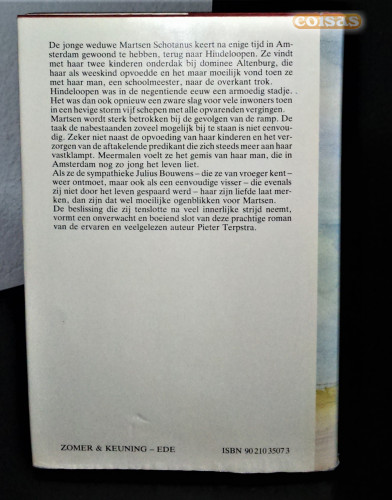 eoisas
De jonge weduwe Martsen Schotanus keert na enige tijd in Am-
sterdam gewoond te hebben, terug naar Hindeloopen. Ze vindt
met haar twee kinderen onderdak bij dominee Altenburg, die
haar als weeskind opvoedde en het maar moeilijk vond toen ze
met haar man, een schoolmeester, naar de overkant trok.
Hindeloopen was in de negentiende eeuw een armoedig stadje.
Het was dan ook opnieuw een zware slag voor vele inwoners toen
in een hevige storm vijf schepen met alle opvarenden vergingen.
Martsen wordt sterk betrokken bij de gevolgen van de ramp. De
taak de nabestaanden zoveel mogelijk bij te staan is niet eenvou-
dig. Zeker niet naast de opvoeding van haar kinderen en het ver-
zorgen van de aftakelende predikant die zich steeds meer aan haar
vastklampt. Meermalen voelt ze het gemis van haar man, die in
Amsterdam nog zo jong het leven liet.
Als ze de sympathieke Julius Bouwens – die ze van vroeger kent –
weer ontmoet, maar ook als een eenvoudige visser – die evenals
zij niet door het leven gespaard werd – haar zijn liefde laat mer-
ken, dan zijn dat wel moeilijke ogenblikken voor Martsen.
De beslissing die zij tenslotte na veel innerlijke strijd neemt,
vormt een onverwacht en boeiend slot van deze prachtige roman
van de ervaren en veelgelezen auteur Pieter Terpstra.
ZOMER & KEUNING – EDE
ISBN 90 210 3507 3